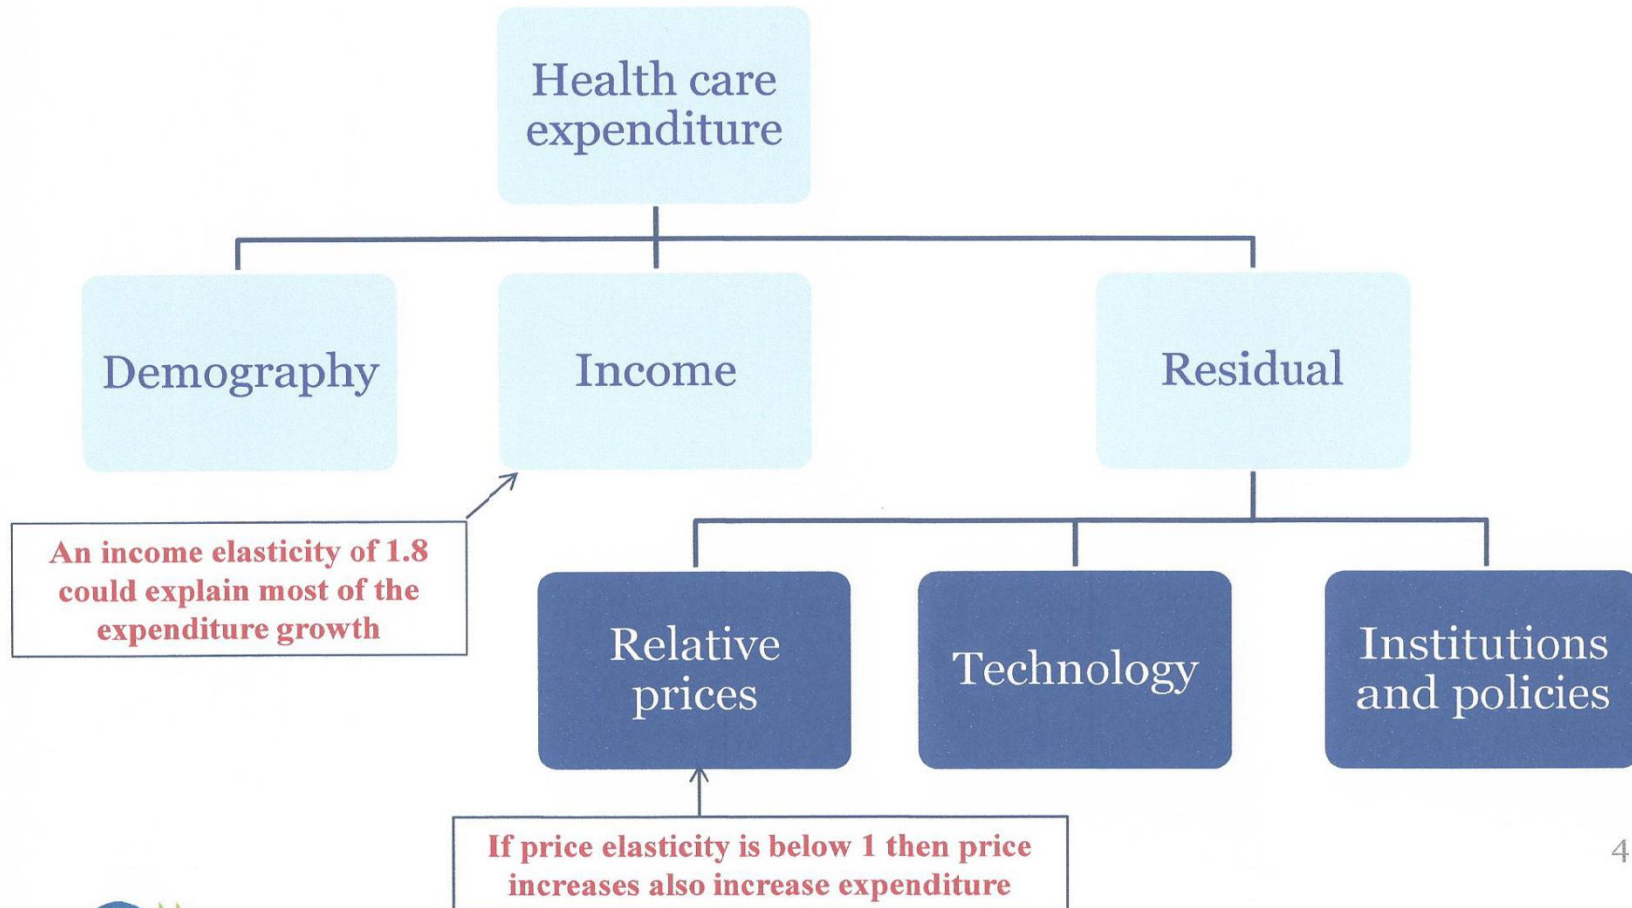 Health care
expenditure
Demography
Income
Residual
An income elasticity of 1.8
could explain most of the
expenditure growth
Relative
prices
Technology
Institutions
and policies
If price elasticity is below 1 then price
increases also increase expenditure
4